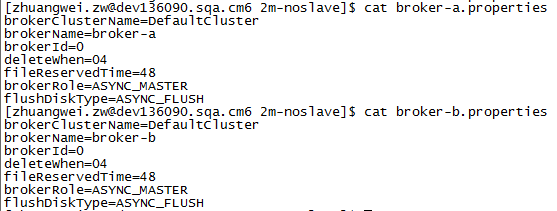 [zhuangwei.zw@dev136090.sqa.cm6 2m-noslave]$ cat broker-a.properties
brokerClusterName=DefaultCluster
brokerName=broker-a
brokerId=0
deleteWhen=04
fileReservedTime=48
brokerRole=ASYNC_MASTER
flushDiskType=ASYNC_FLUSH
[zhuangwei.zw@dev136090.sqa.cm6 2m-noslave]$ cat broker-b.properties
brokerClusterName=DefaultCluster
brokerName=broker-b
brokerId=0
deleteWhen=04
fileReservedTime=48
brokerRole=ASYNC_MASTER
flushDiskType=ASYNC_FLUSH